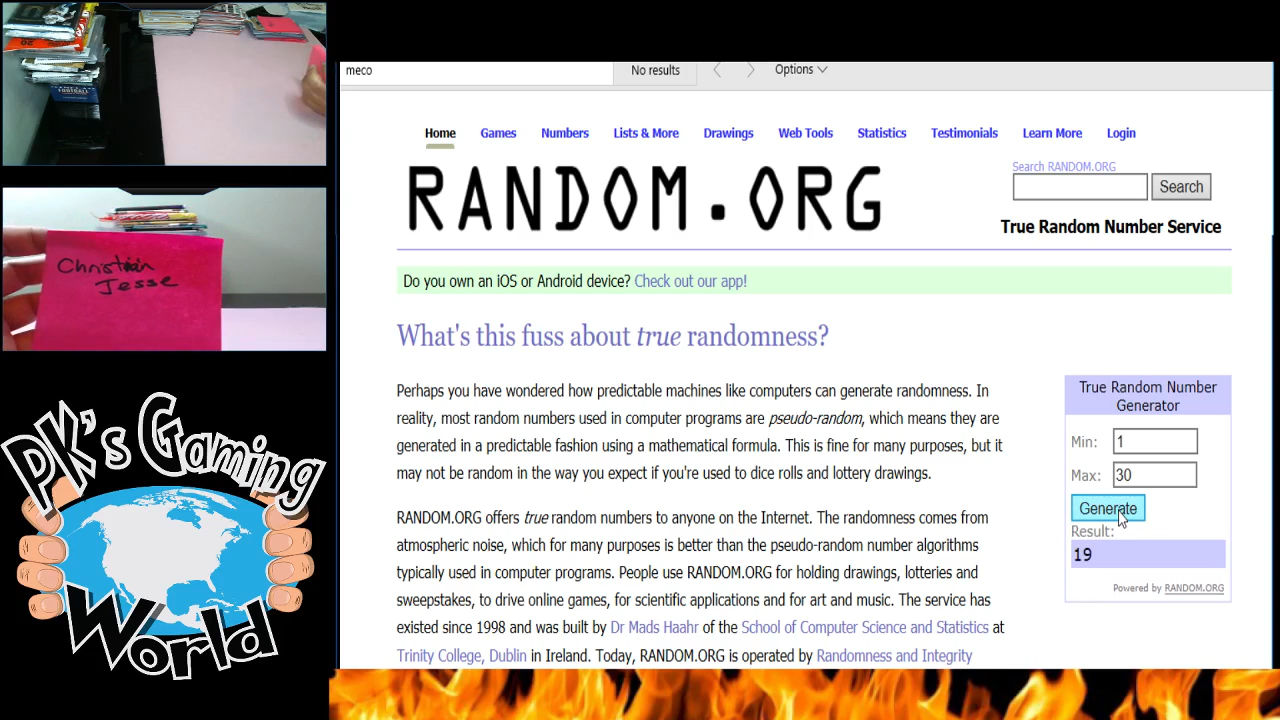 meco
No results
Options
Home Games Numbers Lists & More Drawings Web Tools Statistics Testimonials Learn More Login
RANDOM.ORG
Search RANDOM.ORG
Search
True Random Number Service
Do you own an iOS or Android device? Check out our app!
What's this fuss about true randomness?
Perhaps you have wondered how predictable machines like computers can generate randomness. In
reality, most random numbers used in computer programs are pseudo-random, which means they are
generated in a predictable fashion using a mathematical formula. This is fine for many purposes, but it
may not be random in the way you expect if you're used to dice rolls and lottery drawings.
RANDOM.ORG offers true random numbers to anyone on the Internet. The randomness comes from
atmospheric noise, which for many purposes is better than the pseudo-random number algorithms
typically used in computer programs. People use RANDOM.ORG for holding drawings, lotteries and
sweepstakes, to drive online games, for scientific applications and for art and music. The service has
existed since 1998 and was built by Dr Mads Haahr of the School of Computer Science and Statistics at
Trinity College, Dublin in Ireland. Today, RANDOM.ORG is operated by Randomness and Integrity
True Random Number
Generator
Min: 1
Max: 30
Generate
Result:
19
Powered by RANDOM.ORG
Christian
Jesse
PK's Gaming
World